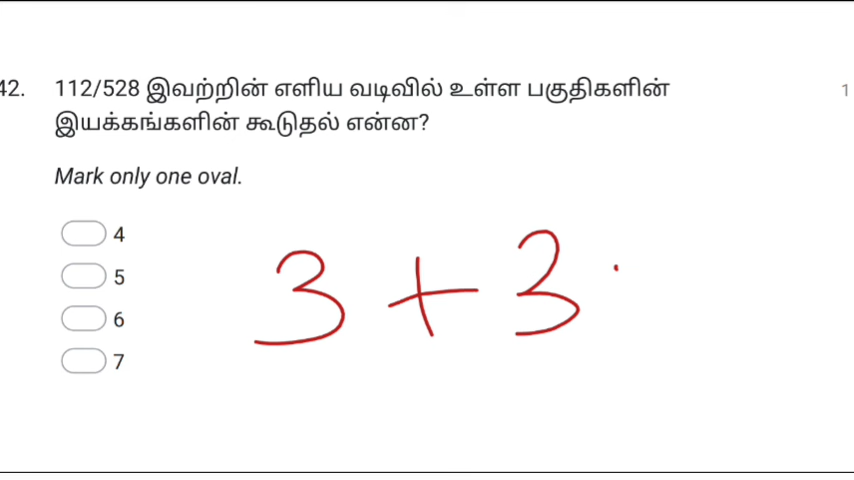 42. 112/528 இவற்றின் எளிய வடிவில் உள்ள பகுதிகளின் 1
இயக்கங்களின் கூடுதல் என்ன?
Mark only one oval.
4
5
6
7
3 + 3